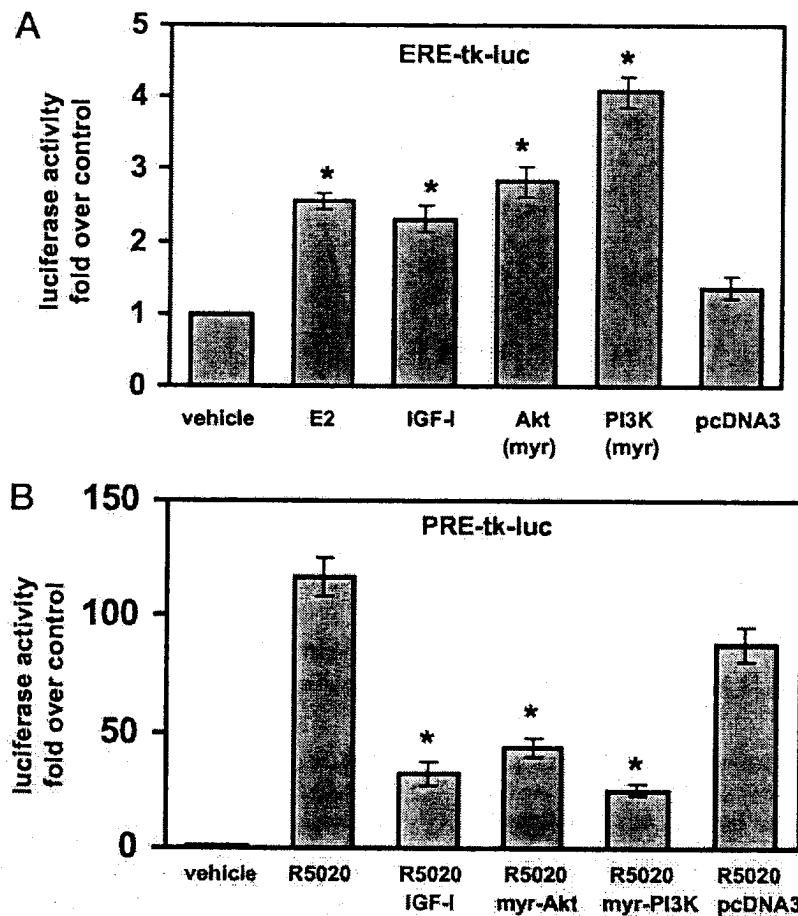 A
ERE-tk-luc
luciferase activity
fold over control
5
4
3
2
1
0
*
*
*
*
vehicle E2 IGF-I Akt PI3K pcDNA3
(myr) (myr)
B
PRE-tk-luc
luciferase activity
fold over control
150
100
50
0
*
*
*
vehicle R5020 R5020 R5020 R5020 R5020
IGF-I myr-Akt myr-PI3K pcDNA3